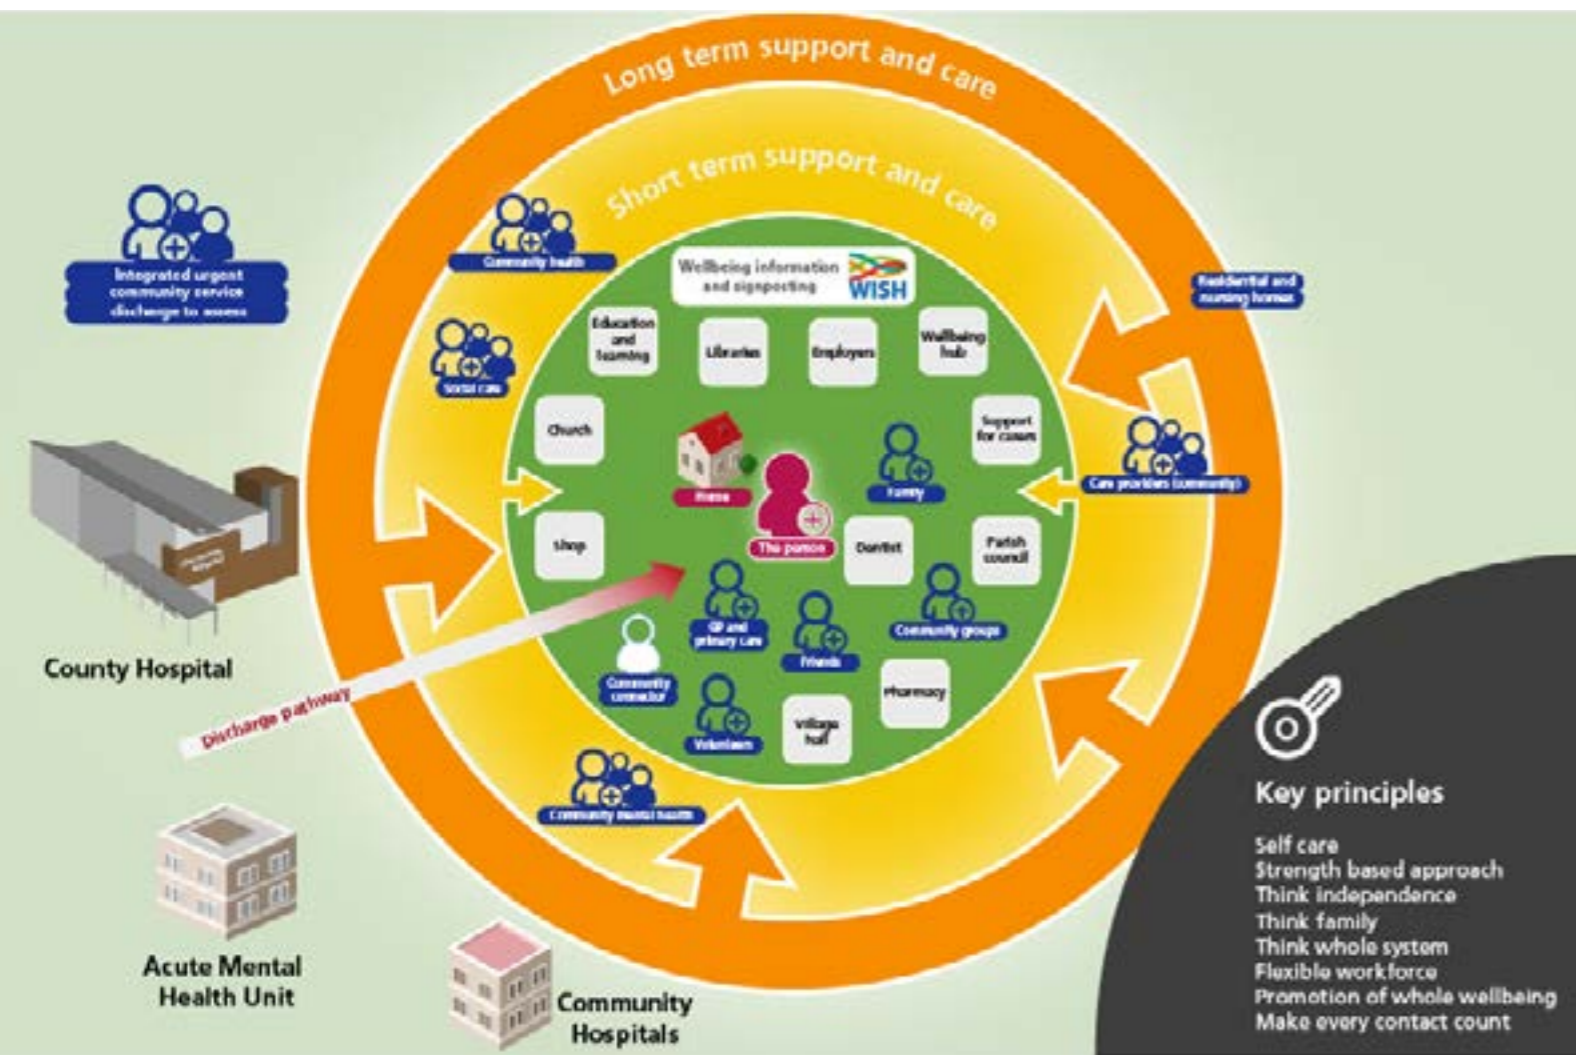 Long term support and care
Short term support and care
Integrated urgent
community service
discharge to assess
Community health
Wellbeing information
and signposting
WISH
Residential and
nursing homes
Education
and
learning
Libraries
Employers
Wellbeing
hub
Social care
Church
Support
for carers
Home
Family
Care providers (community)
Shop
The person
Dentist
Parish
council
GP and
primary care
Community groups
Friends
County Hospital
Community
connector
Discharge pathway
Pharmacy
Volunteers
Village
hall
Community mental health
Acute Mental
Health Unit
Community
Hospitals
Key principles
Self care
Strength based approach
Think independence
Think family
Think whole system
Flexible workforce
Promotion of whole wellbeing
Make every contact count